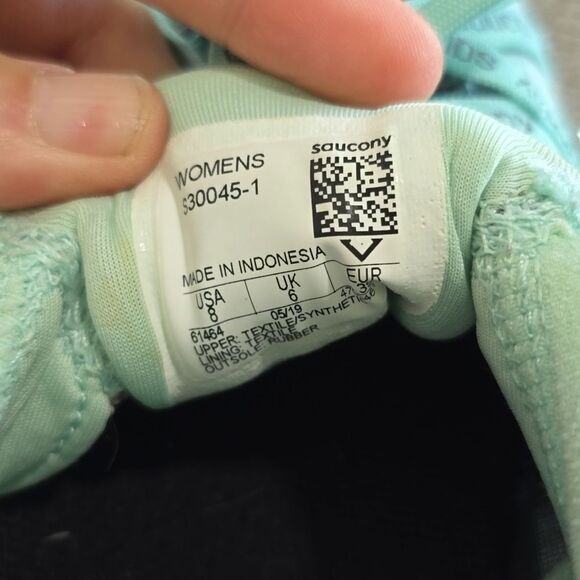 saucony
WOMENS
S30045-1
MADE IN INDONESIA
USA UK EUR
8 6
61464 05/19
UPPER: TEXTILE/SYNTHETIC
LINING: TEXTILE
OUTSOLE: RUBBER